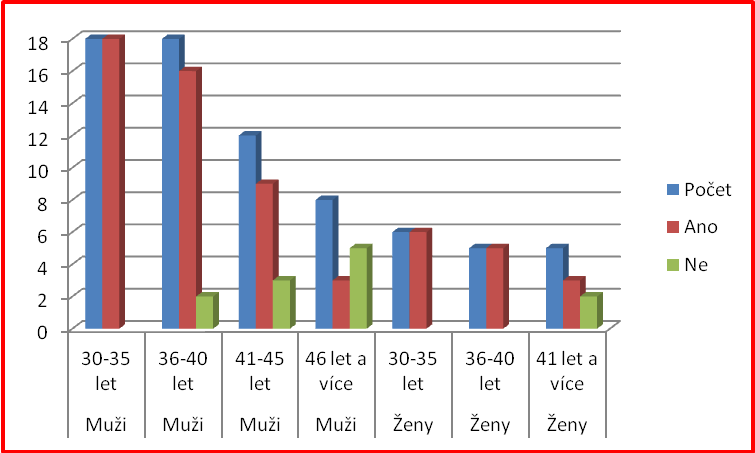 18
16
14
12
10
8
6
4
2
0
Počet
Ano
Ne
30-35 36-40 41-45 46 let a 30-35 36-40 41 let a
let let let více let let více
Muži Muži Muži Muži Ženy Ženy Ženy